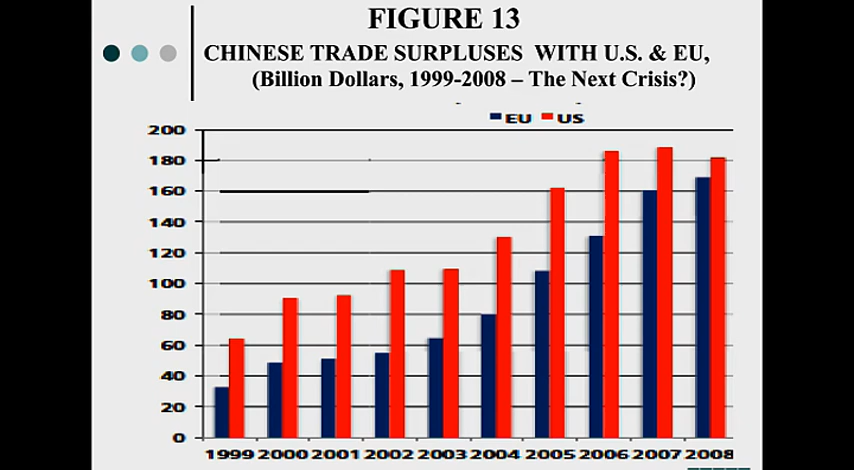 FIGURE 13
CHINESE TRADE SURPLUSES WITH U.S. & EU,
(Billion Dollars, 1999-2008 – The Next Crisis?)
EU US
200
180
160
140
120
100
80
60
40
20
0
1999 2000 2001 2002 2003 2004 2005 2006 2007 2008